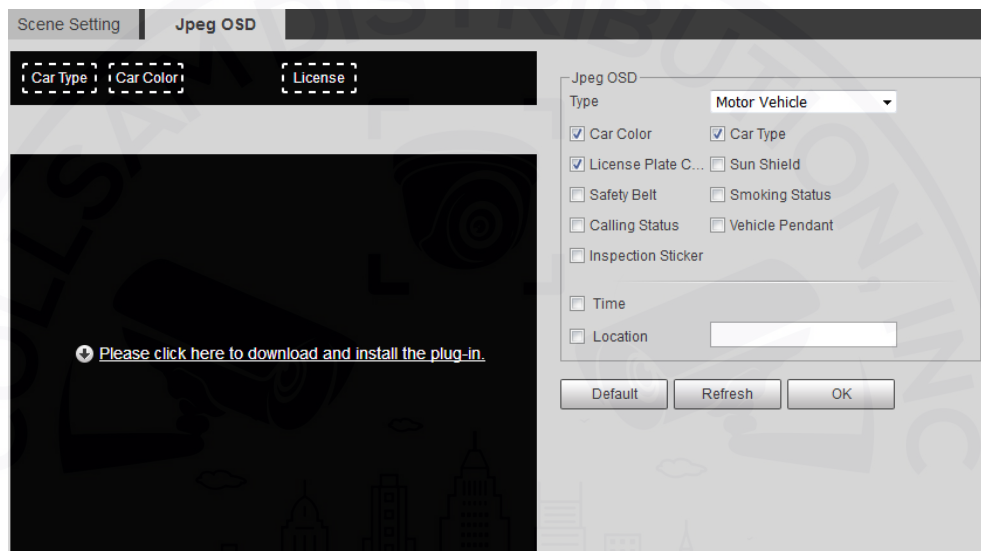 Scene Setting Jpeg OSD
Car Type Car Color License
Jpeg OSD
Type Motor Vehicle
Car Color Car Type
License Plate C... Sun Shield
Safety Belt Smoking Status
Calling Status Vehicle Pendant
Inspection Sticker
Time
Location
Please click here to download and install the plug-in.
Default Refresh OK